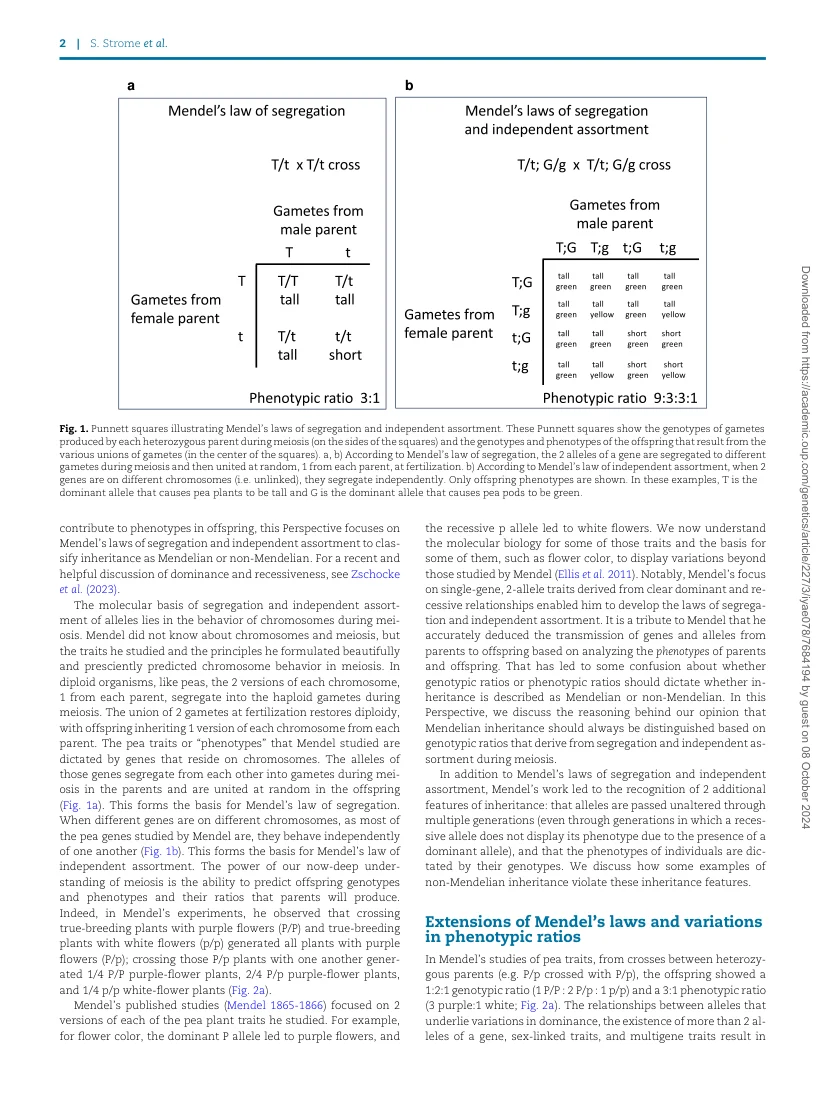 2 | S. Strome et al.
a
Mendel’s law of segregation
T/t x T/t cross
Gametes from
male parent
T t
T T/T T/t
tall tall
Gametes from
female parent
t T/t t/t
tall short
Phenotypic ratio 3:1
b
Mendel’s laws of segregation
and independent assortment
T/t; G/g x T/t; G/g cross
Gametes from
male parent
T;G T;g t;G t;g
T;G tall tall tall tall
green green green green
T;g tall tall tall tall
green yellow green yellow
Gametes from
female parent
t;G tall tall short short
green green green green
t;g tall tall short short
green yellow green yellow
Phenotypic ratio 9:3:3:1
Fig. 1. Punnett squares illustrating Mendel’s laws of segregation and independent assortment. These Punnett squares show the genotypes of gametes
produced by each heterozygous parent during meiosis (on the sides of the squares) and the genotypes and phenotypes of the offspring that result from the
various unions of gametes (in the center of the squares). a, b) According to Mendel’s law of segregation, the 2 alleles of a gene are segregated to different
gametes during meiosis and then united at random, 1 from each parent, at fertilization. b) According to Mendel’s law of independent assortment, when 2
genes are on different chromosomes (i.e. unlinked), they segregate independently. Only offspring phenotypes are shown. In these examples, T is the
dominant allele that causes pea plants to be tall and G is the dominant allele that causes pea pods to be green.
contribute to phenotypes in offspring, this Perspective focuses on
Mendel’s laws of segregation and independent assortment to clas-
sify inheritance as Mendelian or non-Mendelian. For a recent and
helpful discussion of dominance and recessiveness, see Zschocke
et al. (2023).
The molecular basis of segregation and independent assort-
ment of alleles lies in the behavior of chromosomes during mei-
osis. Mendel did not know about chromosomes and meiosis, but
the traits he studied and the principles he formulated beautifully
and presciently predicted chromosome behavior in meiosis. In
diploid organisms, like peas, the 2 versions of each chromosome,
1 from each parent, segregate into the haploid gametes during
meiosis. The union of 2 gametes at fertilization restores diploidy,
with offspring inheriting 1 version of each chromosome from each
parent. The pea traits or “phenotypes” that Mendel studied are
dictated by genes that reside on chromosomes. The alleles of
those genes segregate from each other into gametes during mei-
osis in the parents and are united at random in the offspring
(Fig. 1a). This forms the basis for Mendel’s law of segregation.
When different genes are on different chromosomes, as most of
the pea genes studied by Mendel are, they behave independently
of one another (Fig. 1b). This forms the basis for Mendel’s law of
independent assortment. The power of our now-deep under-
standing of meiosis is the ability to predict offspring genotypes
and phenotypes and their ratios that parents will produce.
Indeed, in Mendel’s experiments, he observed that crossing
true-breeding plants with purple flowers (P/P) and true-breeding
plants with white flowers (p/p) generated all plants with purple
flowers (P/p); crossing those P/p plants with one another gener-
ated 1/4 P/P purple-flower plants, 2/4 P/p purple-flower plants,
and 1/4 p/p white-flower plants (Fig. 2a).
Mendel’s published studies (Mendel 1865-1866) focused on 2
versions of each of the pea plant traits he studied. For example,
for flower color, the dominant P allele led to purple flowers, and
the recessive p allele led to white flowers. We now understand
the molecular biology for some of those traits and the basis for
some of them, such as flower color, to display variations beyond
those studied by Mendel (Ellis et al. 2011). Notably, Mendel’s focus
on single-gene, 2-allele traits derived from clear dominant and re-
cessive relationships enabled him to develop the laws of segrega-
tion and independent assortment. It is a tribute to Mendel that he
accurately deduced the transmission of genes and alleles from
parents to offspring based on analyzing the phenotypes of parents
and offspring. That has led to some confusion about whether
genotypic ratios or phenotypic ratios should dictate whether in-
heritance is described as Mendelian or non-Mendelian. In this
Perspective, we discuss the reasoning behind our opinion that
Mendelian inheritance should always be distinguished based on
genotypic ratios that derive from segregation and independent as-
sortment during meiosis.
In addition to Mendel’s laws of segregation and independent
assortment, Mendel’s work led to the recognition of 2 additional
features of inheritance: that alleles are passed unaltered through
multiple generations (even through generations in which a reces-
sive allele does not display its phenotype due to the presence of a
dominant allele), and that the phenotypes of individuals are dic-
tated by their genotypes. We discuss how some examples of
non-Mendelian inheritance violate these inheritance features.
Extensions of Mendel’s laws and variations
in phenotypic ratios
In Mendel’s studies of pea traits, from crosses between heterozy-
gous parents (e.g. P/p crossed with P/p), the offspring showed a
1:2:1 genotypic ratio (1 P/P : 2 P/p : 1 p/p) and a 3:1 phenotypic ratio
(3 purple:1 white; Fig. 2a). The relationships between alleles that
underlie variations in dominance, the existence of more than 2 al-
leles of a gene, sex-linked traits, and multigene traits result in
Downloaded from https://academic.oup.com/genetics/article/227/3/iyae078/7684194 by guest on 08 October 2024